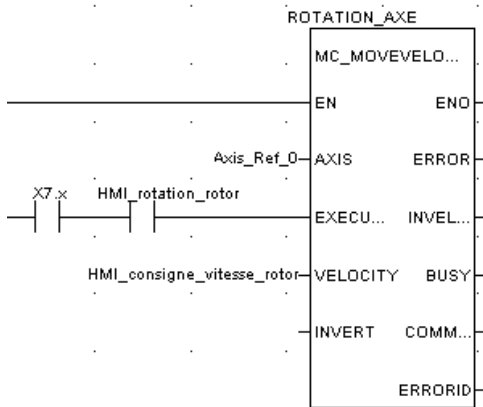 ROTATION_AXE
MC_MOVEVELO...
EN ENO
Axis_Ref_0 AXIS ERROR
X7.x HMI_rotation_rotor
EXECU... INVEL...
HMI_consigne_vitesse_rotor VELOCITY BUSY
INVERT COMM...
ERRORID